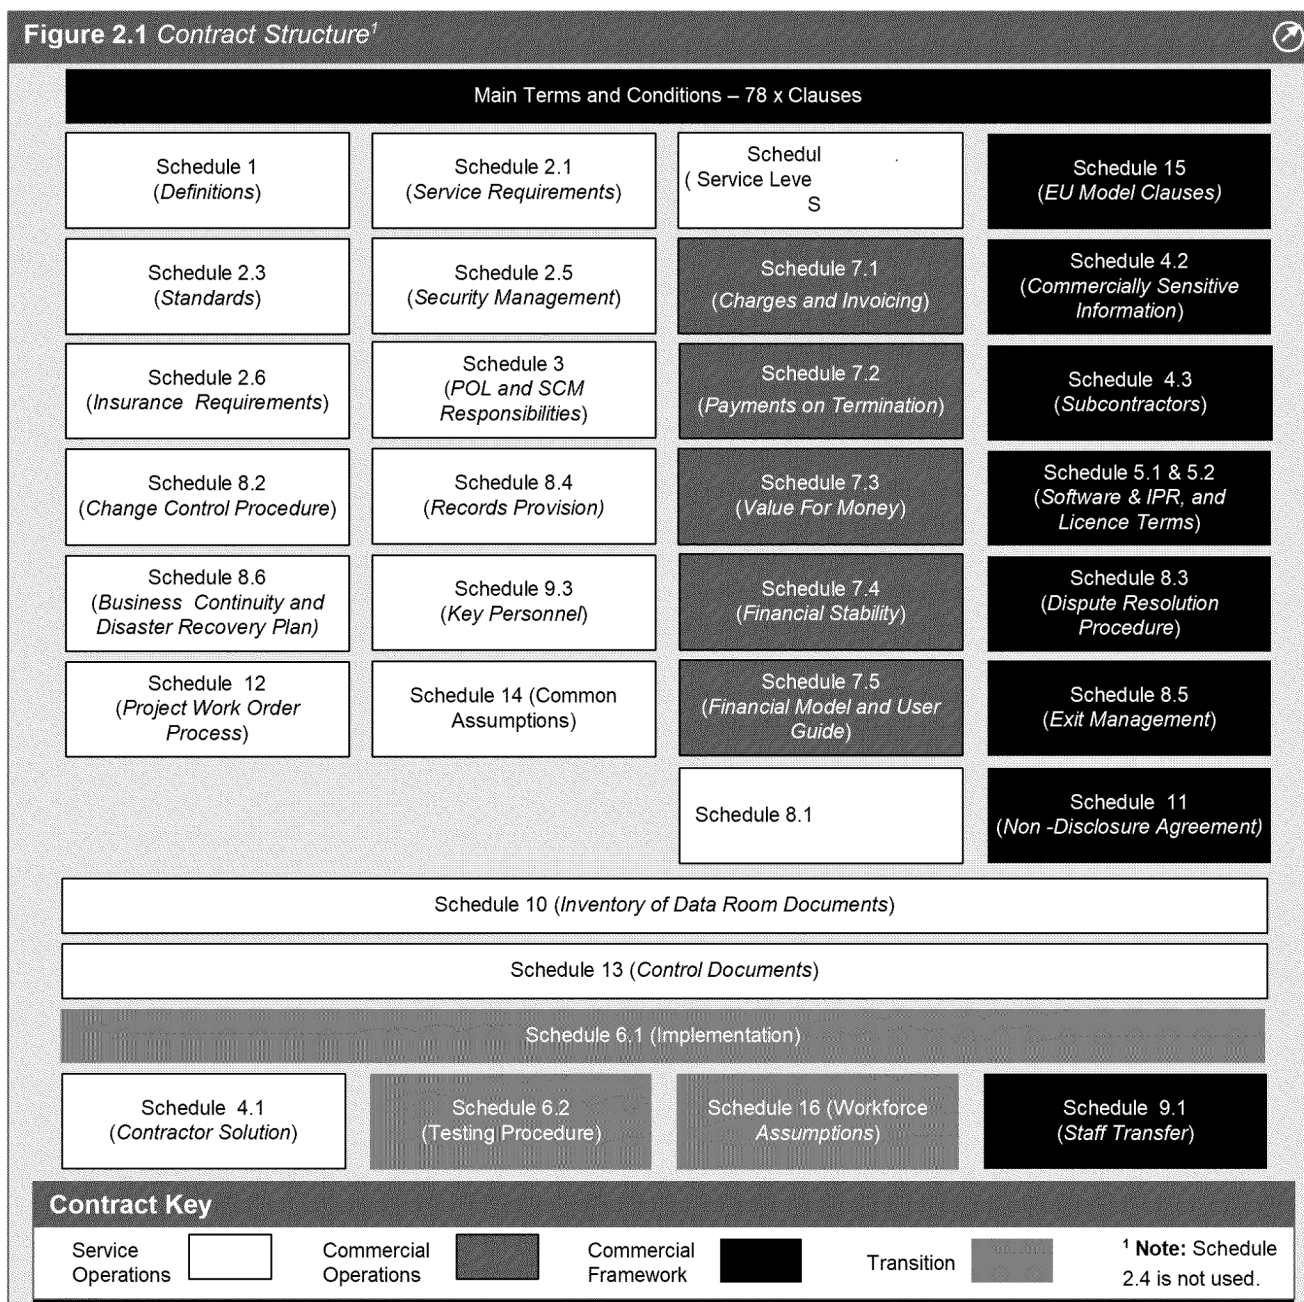 Figure 2.1 Contract Structure¹
Main Terms and Conditions – 78 x Clauses
Schedule 1
(Definitions)
Schedule 2.1
(Service Requirements)
Schedul
( Service Leve
S
Schedule 15
(EU Model Clauses)
Schedule 2.3
(Standards)
Schedule 2.5
(Security Management)
Schedule 7.1
(Charges and Invoicing)
Schedule 4.2
(Commercially Sensitive
Information)
Schedule 2.6
(Insurance Requirements)
Schedule 3
(POL and SCM
Responsibilities)
Schedule 7.2
(Payments on Termination)
Schedule 4.3
(Subcontractors)
Schedule 8.2
(Change Control Procedure)
Schedule 8.4
(Records Provision)
Schedule 7.3
(Value For Money)
Schedule 5.1 & 5.2
(Software & IPR, and
Licence Terms)
Schedule 8.6
(Business Continuity and
Disaster Recovery Plan)
Schedule 9.3
(Key Personnel)
Schedule 7.4
(Financial Stability)
Schedule 8.3
(Dispute Resolution
Procedure)
Schedule 12
(Project Work Order
Process)
Schedule 14 (Common
Assumptions)
Schedule 7.5
(Financial Model and User
Guide)
Schedule 8.5
(Exit Management)
Schedule 8.1
Schedule 11
(Non -Disclosure Agreement)
Schedule 10 (Inventory of Data Room Documents)
Schedule 13 (Control Documents)
Schedule 6.1 (Implementation)
Schedule 4.1
(Contractor Solution)
Schedule 6.2
(Testing Procedure)
Schedule 16 (Workforce
Assumptions)
Schedule 9.1
(Staff Transfer)
Contract Key
Service
Operations
Commercial
Operations
Commercial
Framework
Transition
¹ Note: Schedule
2.4 is not used.